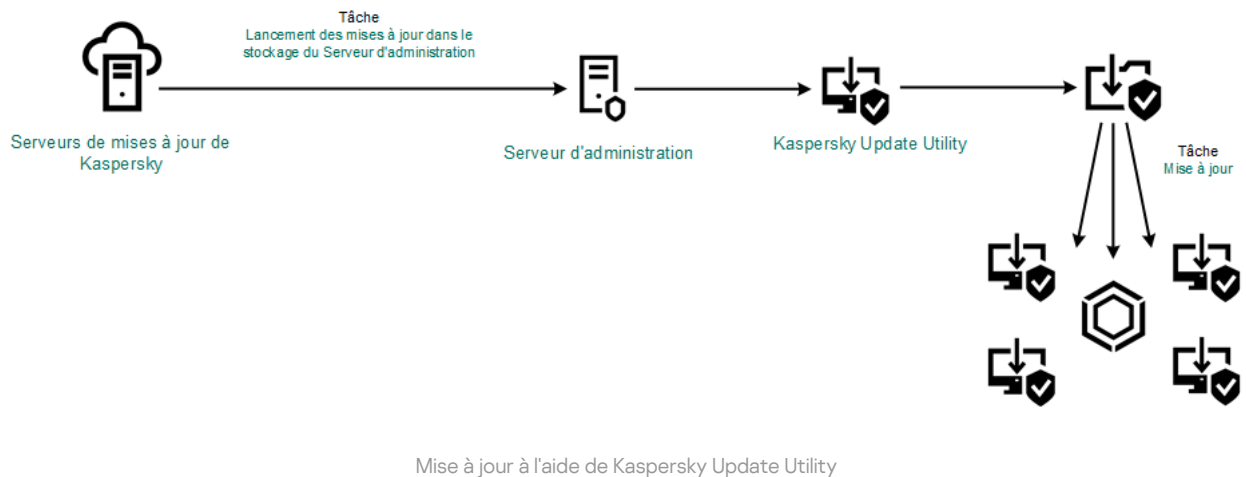 Tâche
Lancement des mises à jour dans le
stockage du Serveur d'administration
Serveurs de mises à jour de
Kaspersky
Serveur d'administration
Kaspersky Update Utility
Tâche
Mise à jour
Mise à jour à l'aide de Kaspersky Update Utility